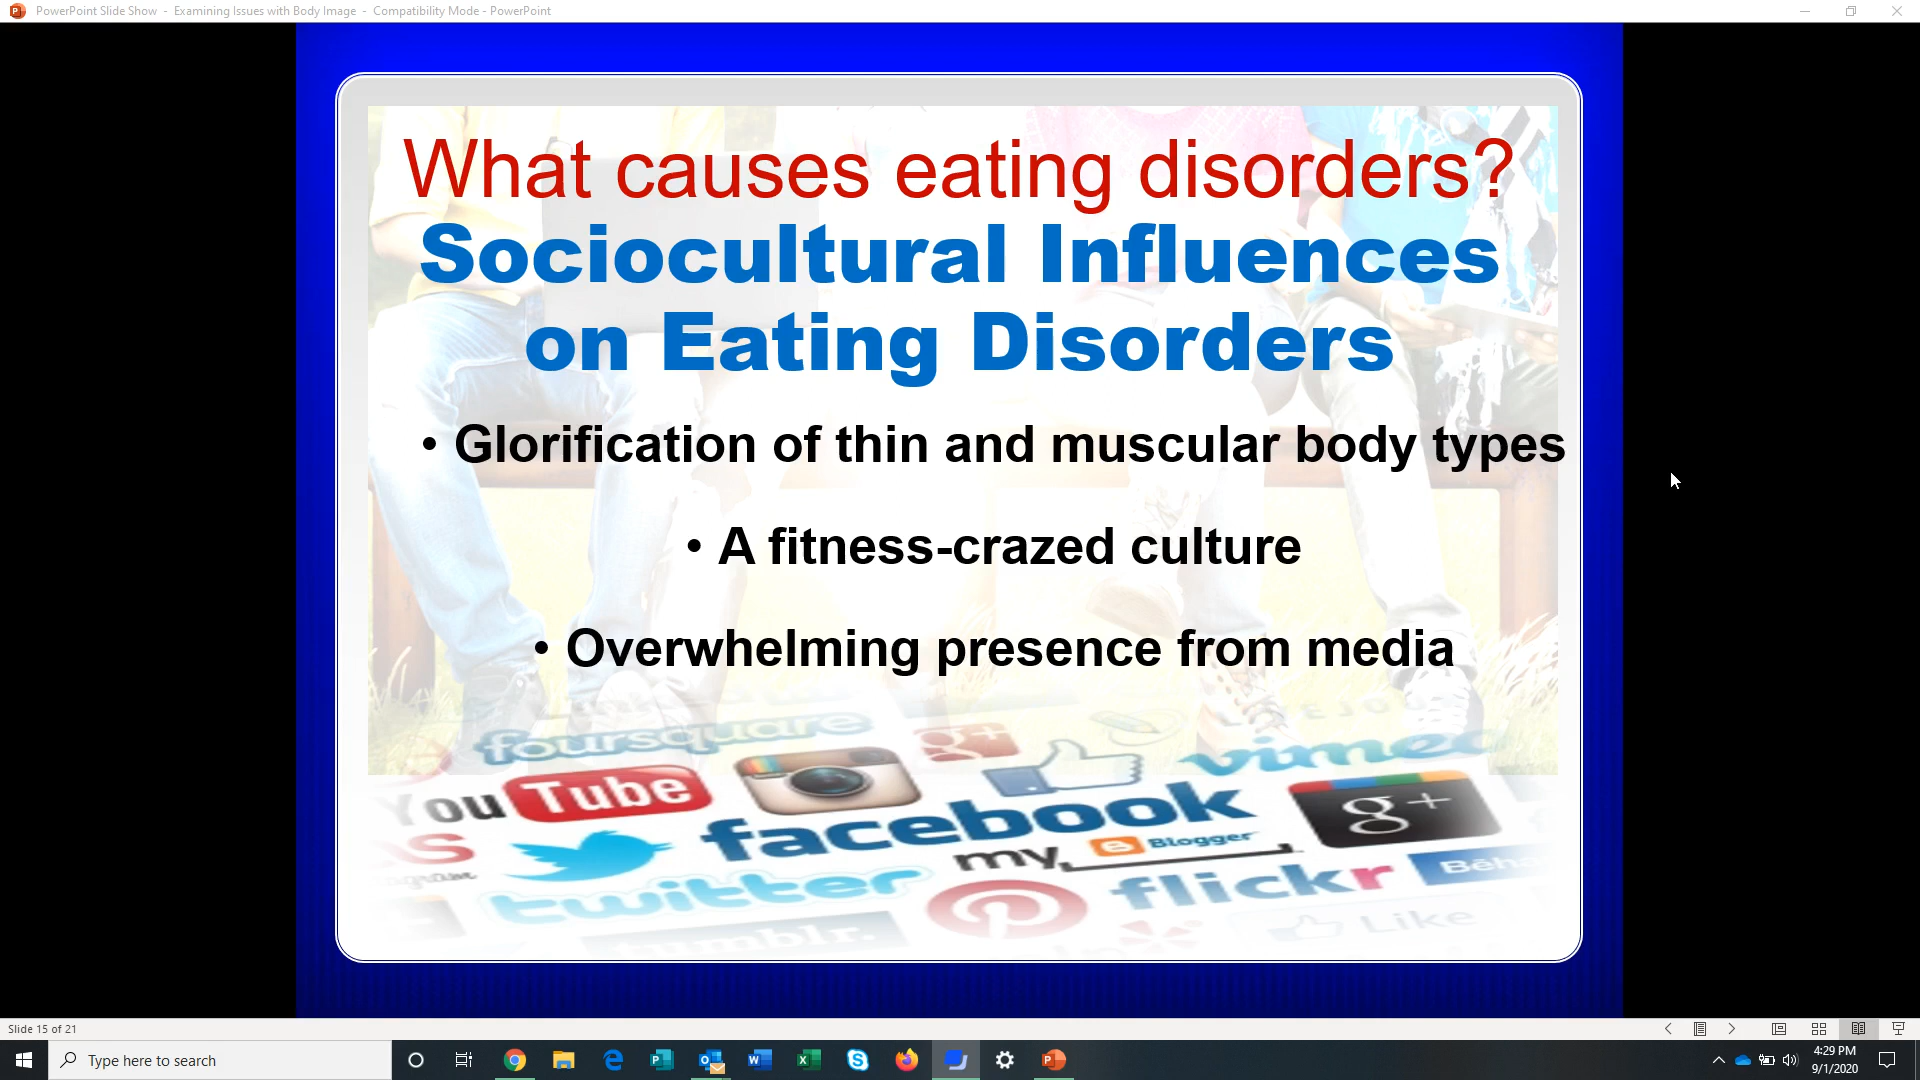 PowerPoint Slide Show - Examining Issues with Body Image - Compatibility Mode - PowerPoint
What causes eating disorders?
Sociocultural Influences
on Eating Disorders
• Glorification of thin and muscular body types
• A fitness-crazed culture
• Overwhelming presence from media
foursquare
g+
vimeo
You Tube
facebook
g+
S
my
Blogger
twitter
flickr
Bēha
Like
tumblr.
Slide 15 of 21
Type here to search
4:29 PM
9/1/2020